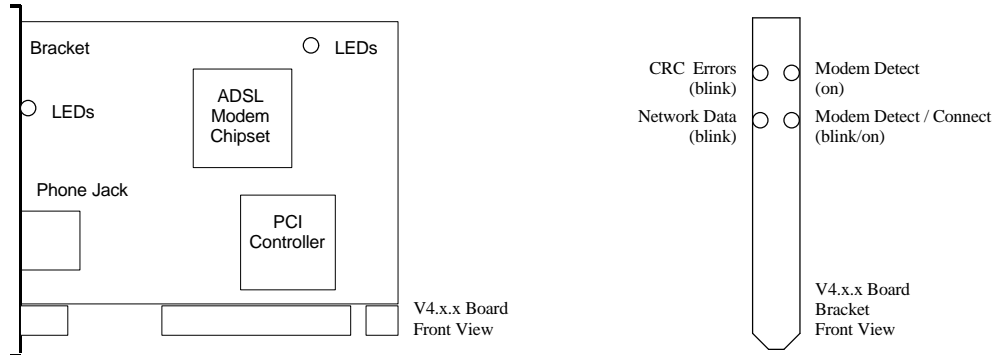 Bracket
LEDs
LEDs
ADSL
Modem
Chipset
Phone Jack
PCI
Controller
V4.x.x Board
Front View
CRC Errors
(blink)
Modem Detect
(on)
Network Data
(blink)
Modem Detect / Connect
(blink/on)
V4.x.x Board
Bracket
Front View